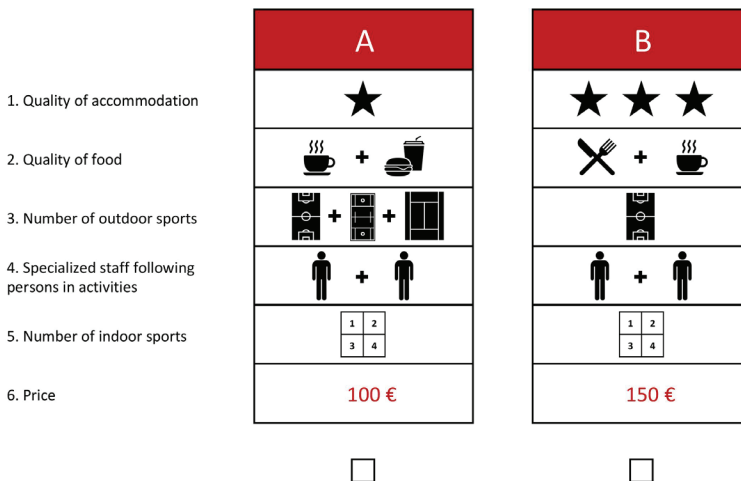 A B
1. Quality of accommodation
2. Quality of food
+ +
3. Number of outdoor sports
+ +
4. Specialized staff following
persons in activities
+ +
5. Number of indoor sports
1 2 1 2
3 4 3 4
6. Price 100 € 150 €